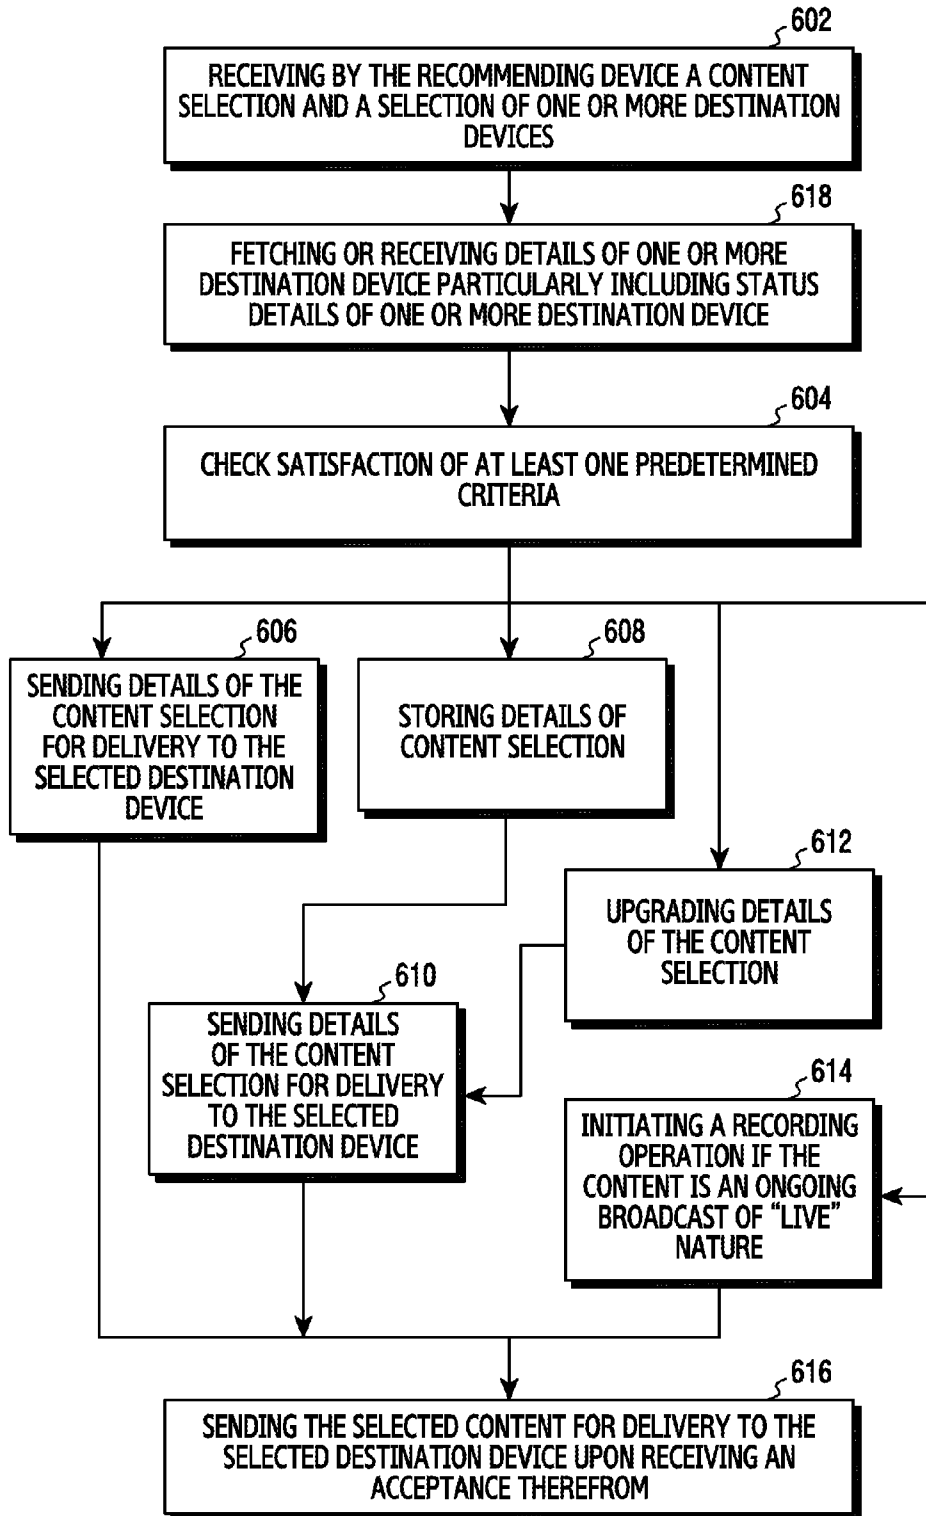 602
RECEIVING BY THE RECOMMENDING DEVICE A CONTENT
SELECTION AND A SELECTION OF ONE OR MORE DESTINATION
DEVICES
618
FETCHING OR RECEIVING DETAILS OF ONE OR MORE
DESTINATION DEVICE PARTICULARLY INCLUDING STATUS
DETAILS OF ONE OR MORE DESTINATION DEVICE
604
CHECK SATISFACTION OF AT LEAST ONE PREDETERMINED
CRITERIA
606
SENDING DETAILS OF THE
CONTENT SELECTION
FOR DELIVERY TO THE
SELECTED DESTINATION
DEVICE
608
STORING DETAILS OF
CONTENT SELECTION
612
UPGRADING DETAILS
OF THE CONTENT
SELECTION
610
SENDING DETAILS
OF THE CONTENT
SELECTION FOR DELIVERY
TO THE SELECTED
DESTINATION DEVICE
614
INITIATING A RECORDING
OPERATION IF THE
CONTENT IS AN ONGOING
BROADCAST OF “LIVE”
NATURE
616
SENDING THE SELECTED CONTENT FOR DELIVERY TO THE
SELECTED DESTINATION DEVICE UPON RECEIVING AN
ACCEPTANCE THEREFROM